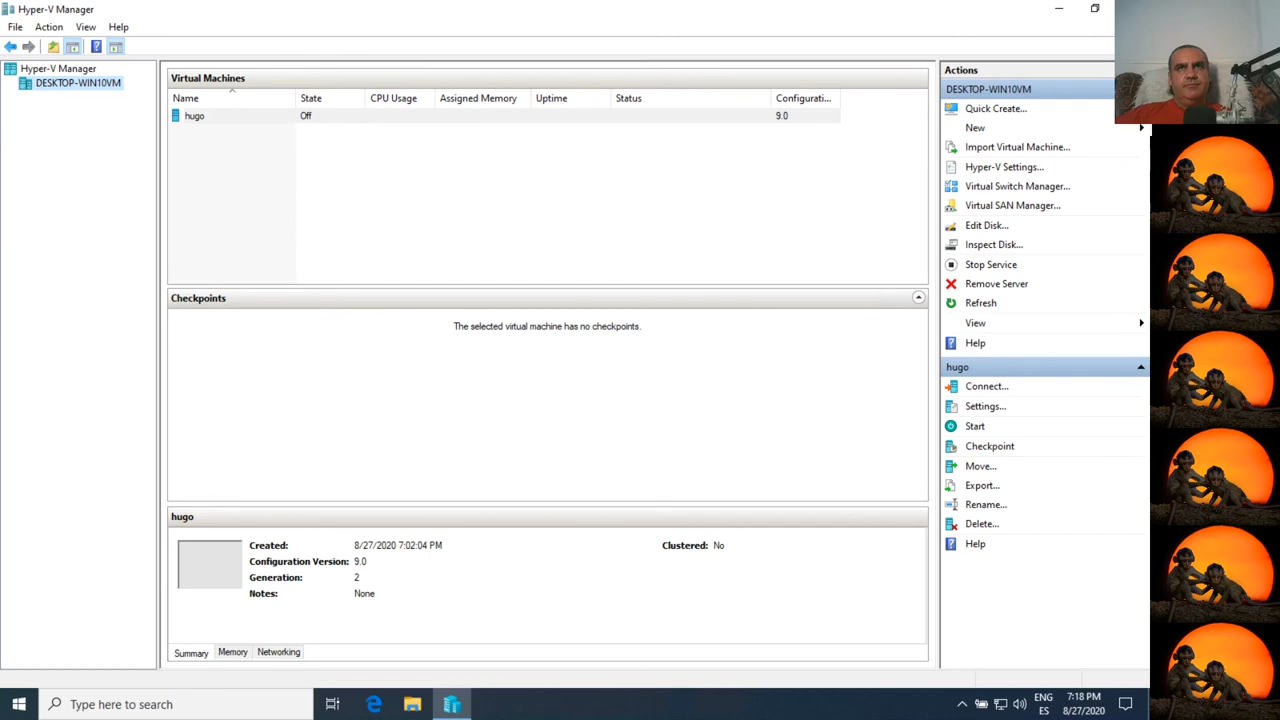 Hyper-V Manager
File Action View Help
Hyper-V Manager
DESKTOP-WIN10VM
Virtual Machines
Name State CPU Usage Assigned Memory Uptime Status Configurati...
hugo Off 9.0
Checkpoints
The selected virtual machine has no checkpoints.
hugo
Created: 8/27/2020 7:02:04 PM Clustered: No
Configuration Version: 9.0
Generation: 2
Notes: None
Summary Memory Networking
Actions
DESKTOP-WIN10VM
Quick Create...
New
Import Virtual Machine...
Hyper-V Settings...
Virtual Switch Manager...
Virtual SAN Manager...
Edit Disk...
Inspect Disk...
Stop Service
Remove Server
Refresh
View
Help
hugo
Connect...
Settings...
Start
Checkpoint
Move...
Export...
Rename...
Delete...
Help
Type here to search
ENG
ES
7:18 PM
8/27/2020